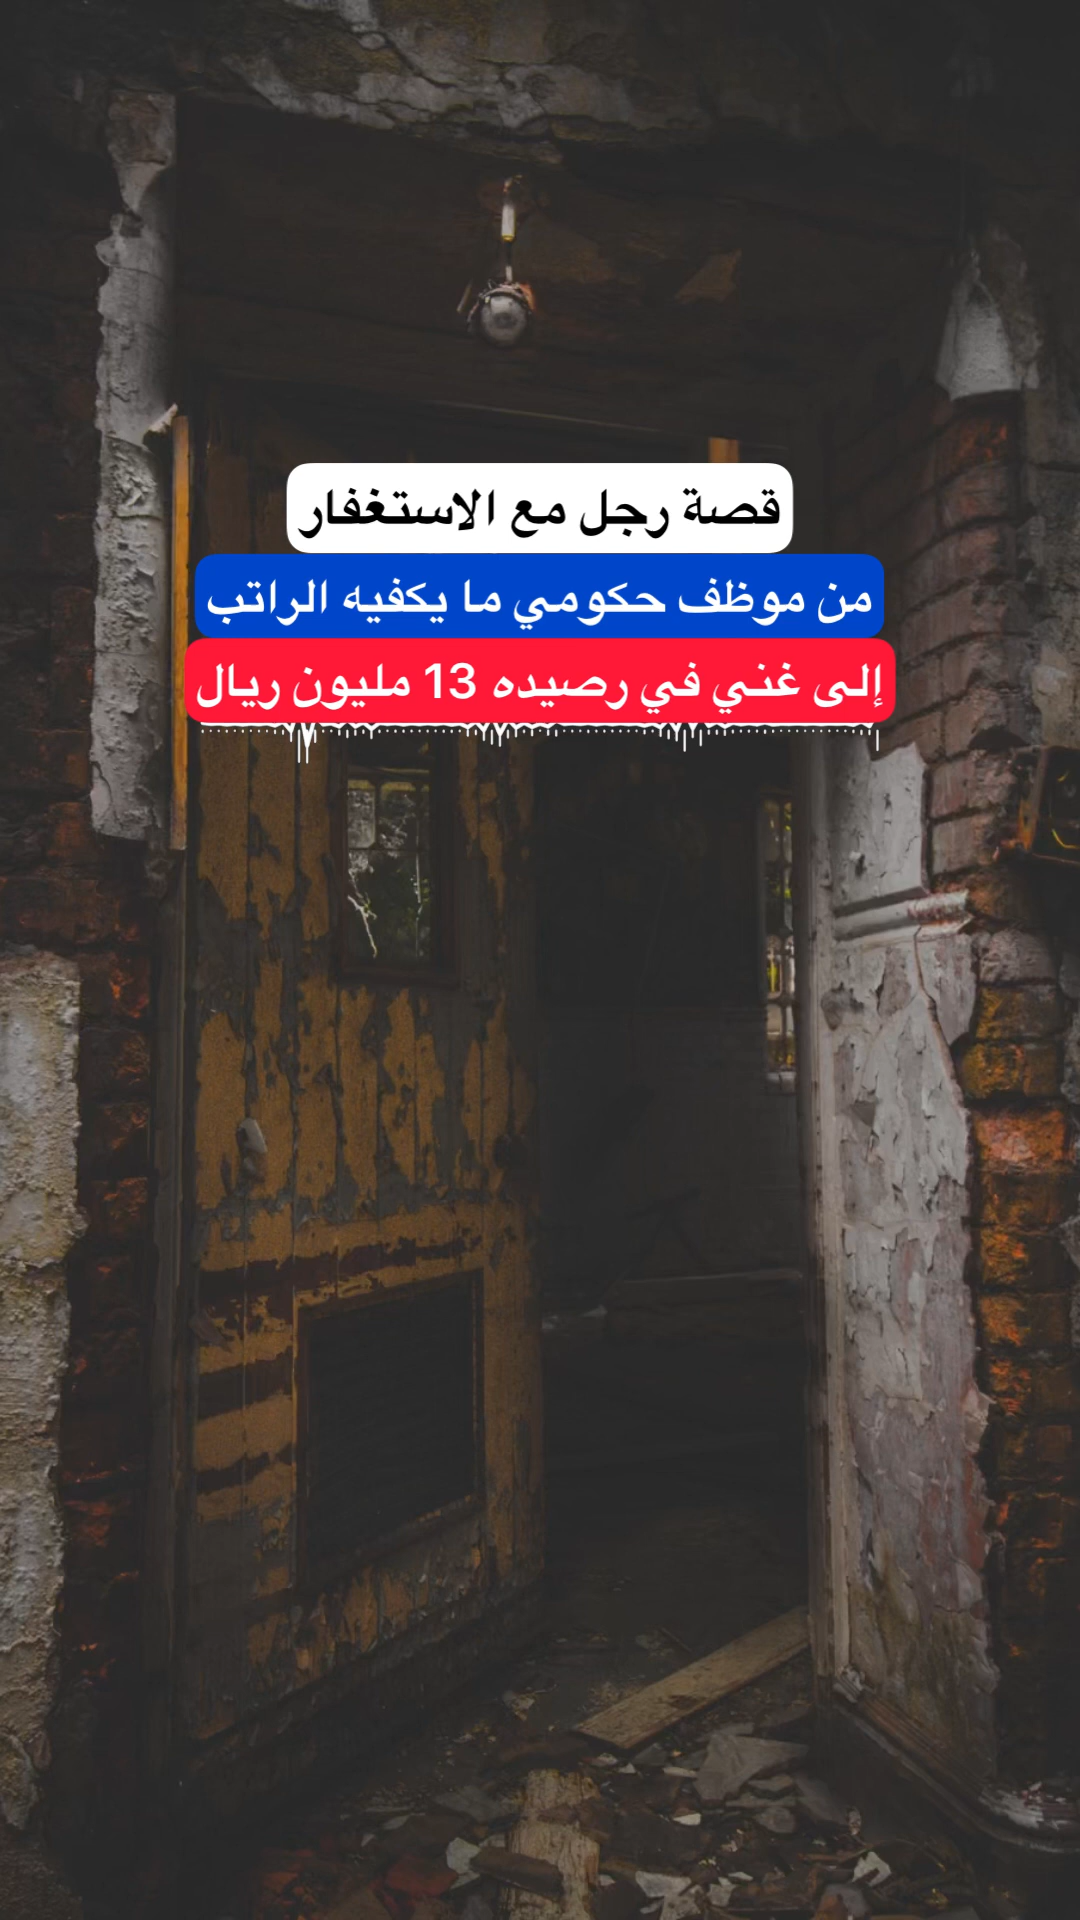 قصة رجل مع الاستغفار
من موظف حكومي ما يكفيه الراتب
إلى غني في رصيده 13 مليون ريال